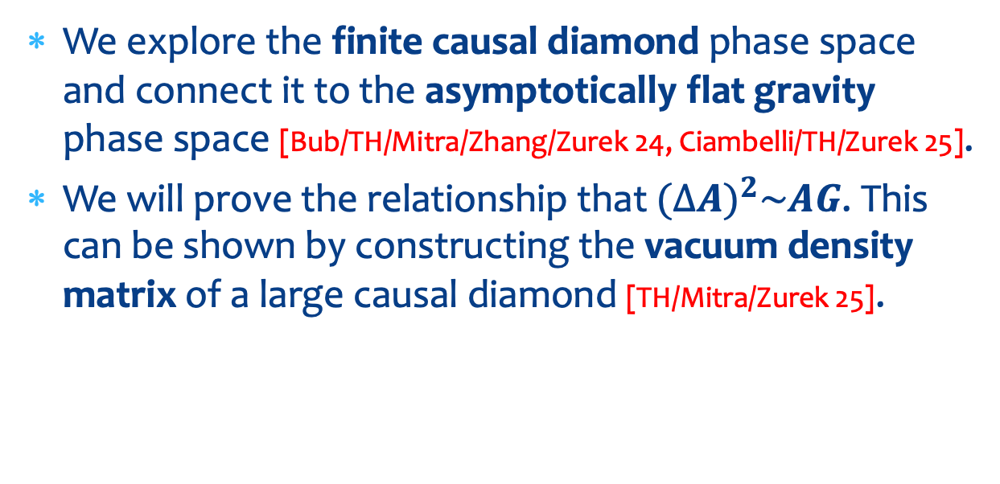 * We explore the finite causal diamond phase space
and connect it to the asymptotically flat gravity
phase space [Bub/TH/Mitra/Zhang/Zurek 24, Ciambelli/TH/Zurek 25].
* We will prove the relationship that (Δ𝑨)²~𝑨𝑮. This
can be shown by constructing the vacuum density
matrix of a large causal diamond [TH/Mitra/Zurek 25].